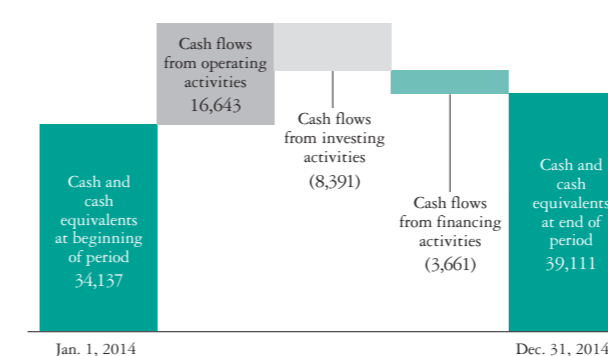 Cash flows
from operating
activities
16,643
Cash flows
from investing
activities
(8,391)
Cash and
cash
equivalents
at beginning
of period
34,137
Cash flows
from financing
activities
(3,661)
Cash and
cash
equivalents
at end of
period
39,111
Jan. 1, 2014
Dec. 31, 2014